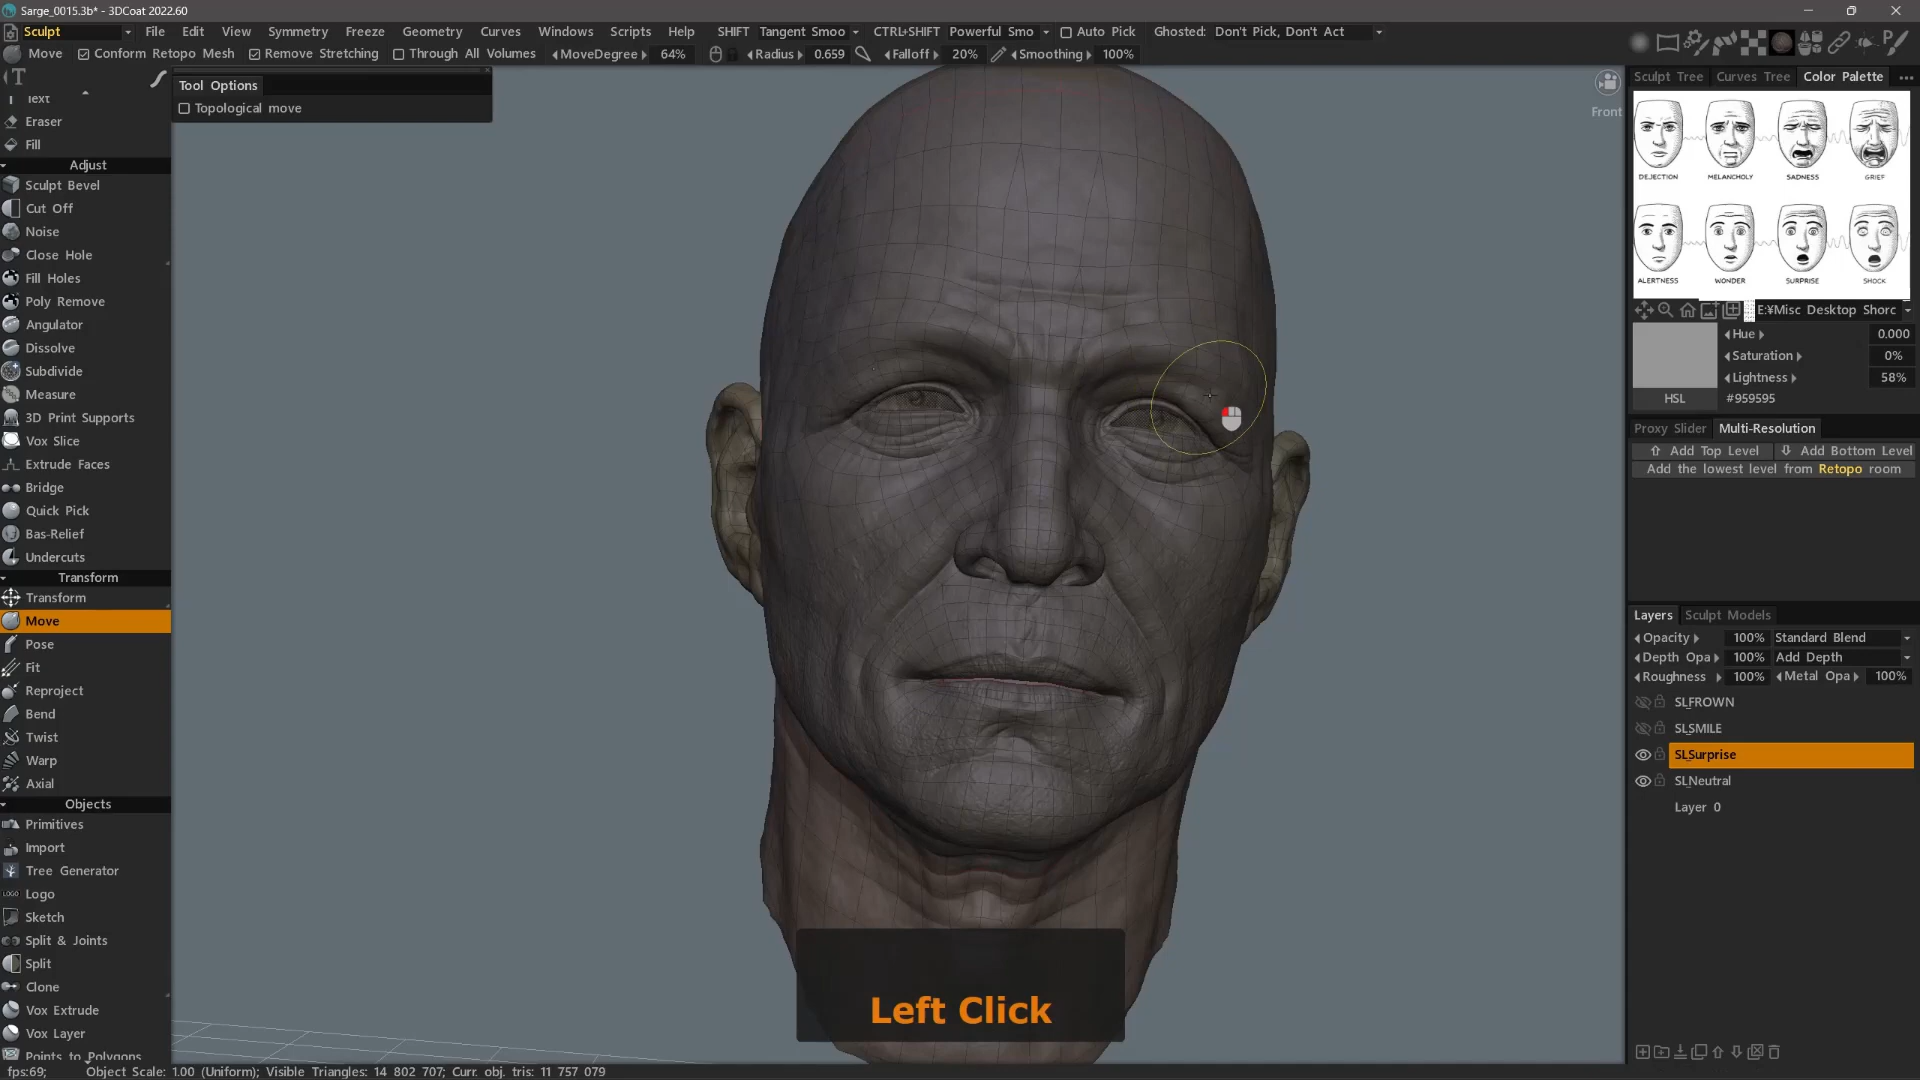 Sarge_0015.3b* - 3DCoat 2022.60
Sculpt File Edit View Symmetry Freeze Geometry Curves Windows Scripts Help SHIFT Tangent Smoo CTRL+SHIFT Powerful Smo Auto Pick Ghosted: Don't Pick, Don't Act
Move Conform Retopo Mesh Remove Stretching Through All Volumes MoveDegree 64% Radius 0.659 Falloff 20% Smoothing 100%
Tool Options
Topological move
Text
Eraser
Fill
Adjust
Sculpt Bevel
Cut Off
Noise
Close Hole
Fill Holes
Poly Remove
Angulator
Dissolve
Subdivide
Measure
3D Print Supports
Vox Slice
Extrude Faces
Bridge
Quick Pick
Bas-Relief
Undercuts
Transform
Transform
Move
Pose
Fit
Reproject
Bend
Twist
Warp
Axial
Objects
Primitives
Import
Tree Generator
LOGO Logo
Sketch
Split & Joints
Split
Clone
Vox Extrude
Vox Layer
Points to Polygons
Front
Left Click
Sculpt Tree Curves Tree Color Palette
DEJECTION MELANCHOLY SADNESS GRIEF
ALERTNESS WONDER SURPRISE SHOCK
E:¥Misc Desktop Shorc
Hue 0.000
Saturation 0%
Lightness 58%
HSL #959595
Proxy Slider Multi-Resolution
Add Top Level Add Bottom Level
Add the lowest level from Retopo room
Layers Sculpt Models
Opacity 100% Standard Blend
Depth Opa 100% Add Depth
Roughness 100% Metal Opa 100%
SL_FROWN
SL_SMILE
SL_Surprise
SL_Neutral
Layer 0
fps:69; Object Scale: 1.00 (Uniform); Visible Triangles: 14 802 707; Curr. obj. tris: 11 757 079